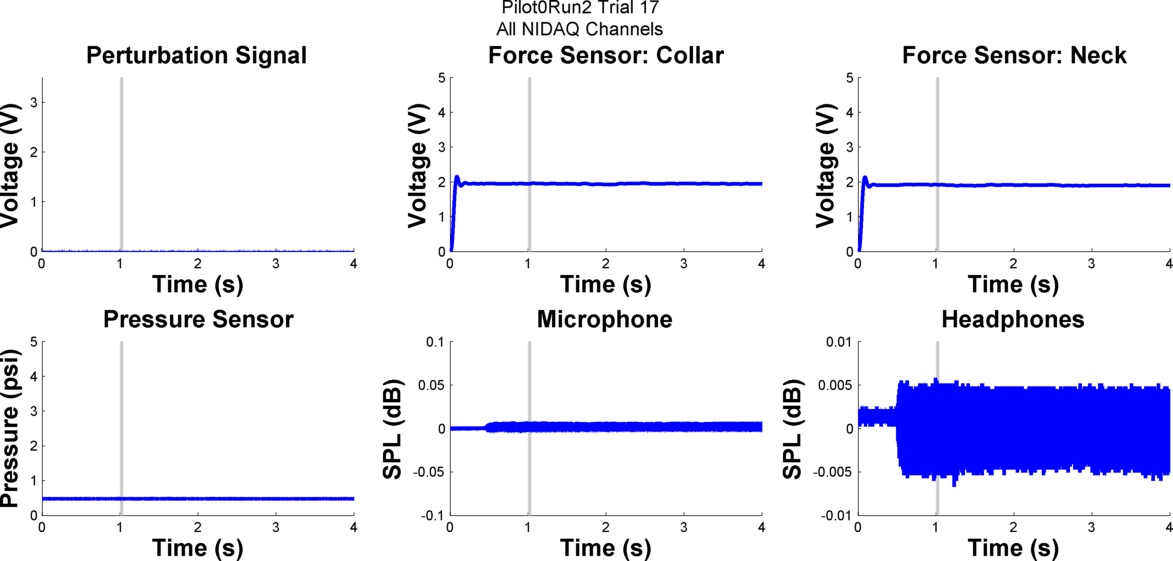 Pilot0Run2 Trial 17
All NIDAQ Channels
Perturbation Signal
Voltage (V)
3
2
1
0
0 1 2 3 4
Time (s)
Force Sensor: Collar
Voltage (V)
5
4
3
2
1
0
0 1 2 3 4
Time (s)
Force Sensor: Neck
Voltage (V)
5
4
3
2
1
0
0 1 2 3 4
Time (s)
Pressure Sensor
Pressure (psi)
5
4
3
2
1
0
0 1 2 3 4
Time (s)
Microphone
SPL (dB)
0.1
0.05
0
-0.05
-0.1
0 1 2 3 4
Time (s)
Headphones
SPL (dB)
0.01
0.005
0
-0.005
-0.01
0 1 2 3 4
Time (s)